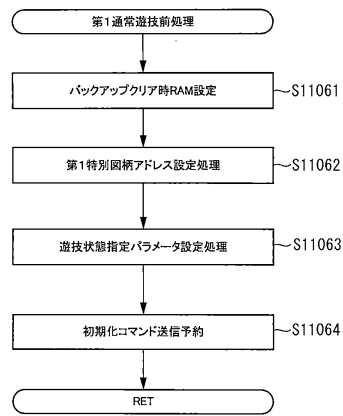 第1通常遊技前処理
バックアップクリア時RAM設定
S11061
第1特別図柄アドレス設定処理
S11062
遊技状態指定パラメータ設定処理
S11063
初期化コマンド送信予約
S11064
RET